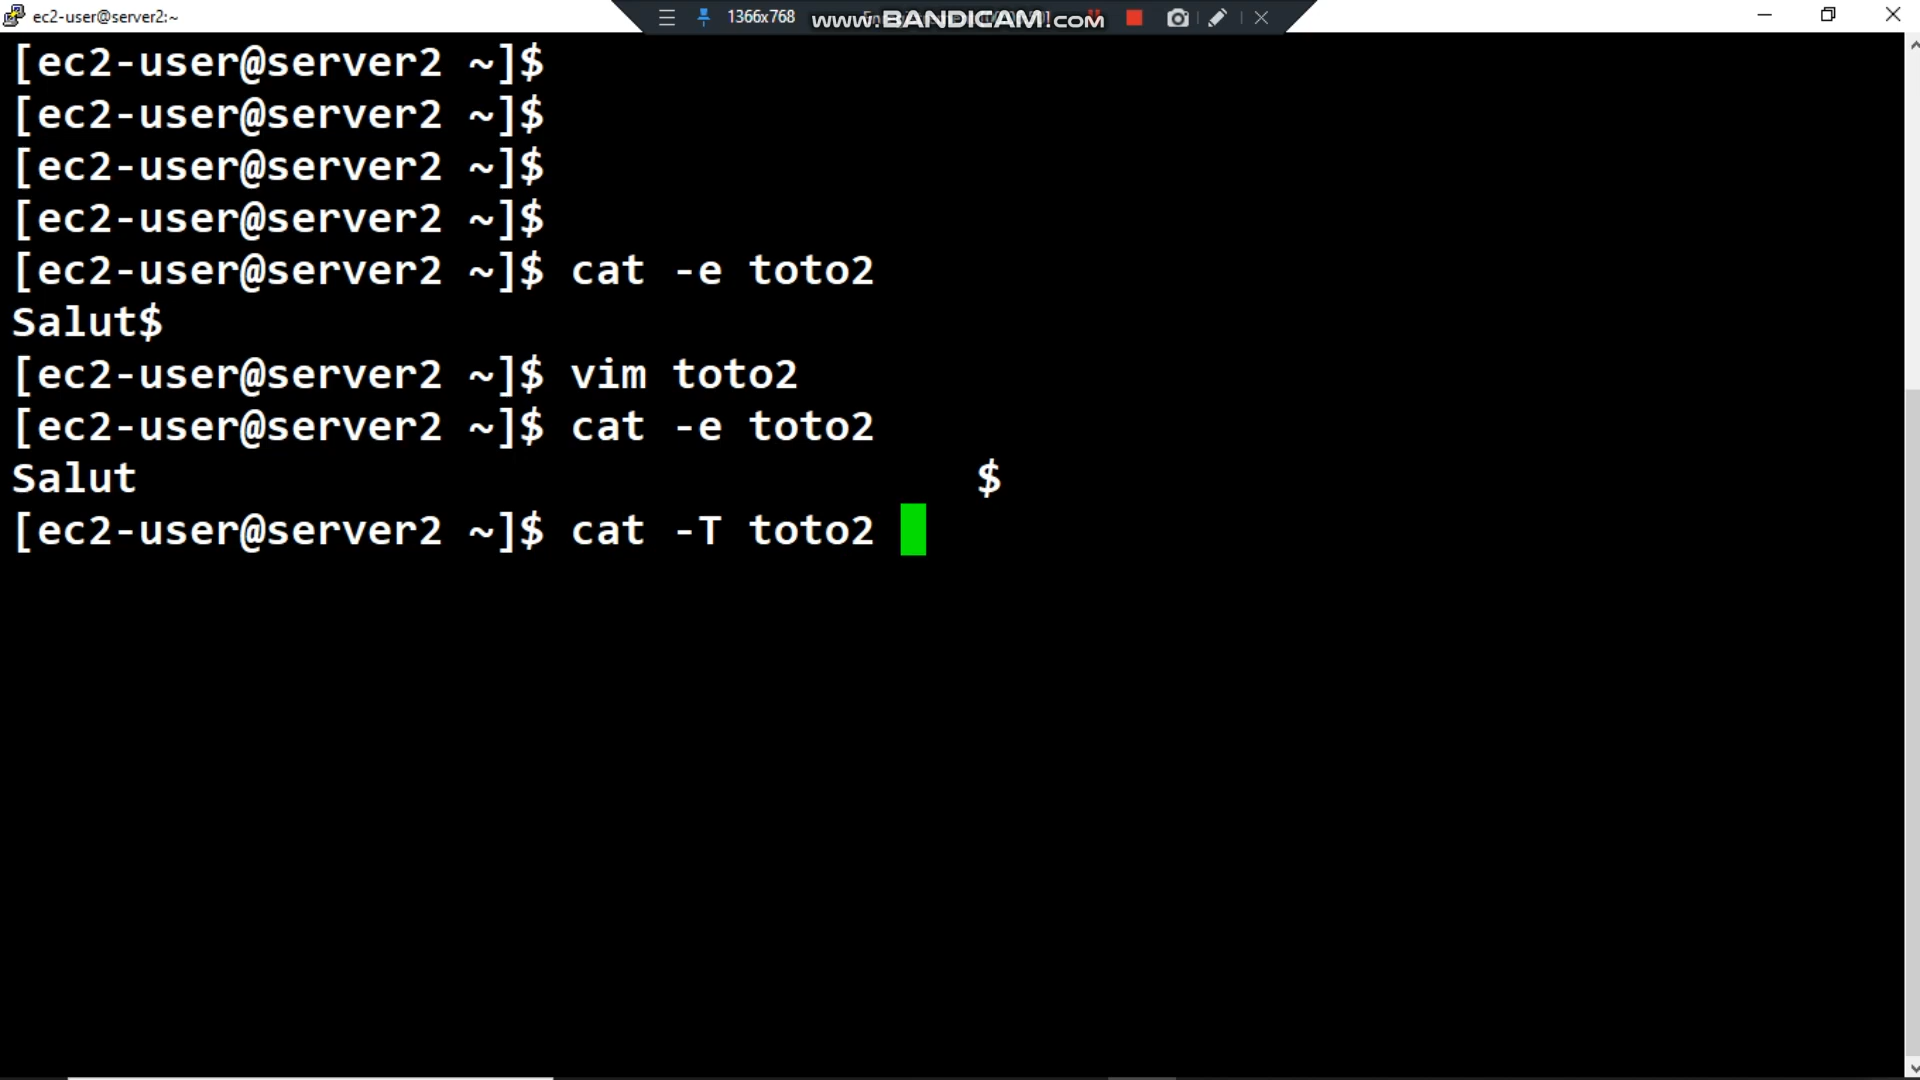 ec2-user@server2:~
1366x768 www.BANDICAM.com
[ec2-user@server2 ~]$
[ec2-user@server2 ~]$
[ec2-user@server2 ~]$
[ec2-user@server2 ~]$
[ec2-user@server2 ~]$ cat -e toto2
Salut$
[ec2-user@server2 ~]$ vim toto2
[ec2-user@server2 ~]$ cat -e toto2
Salut                                 $
[ec2-user@server2 ~]$ cat -T toto2